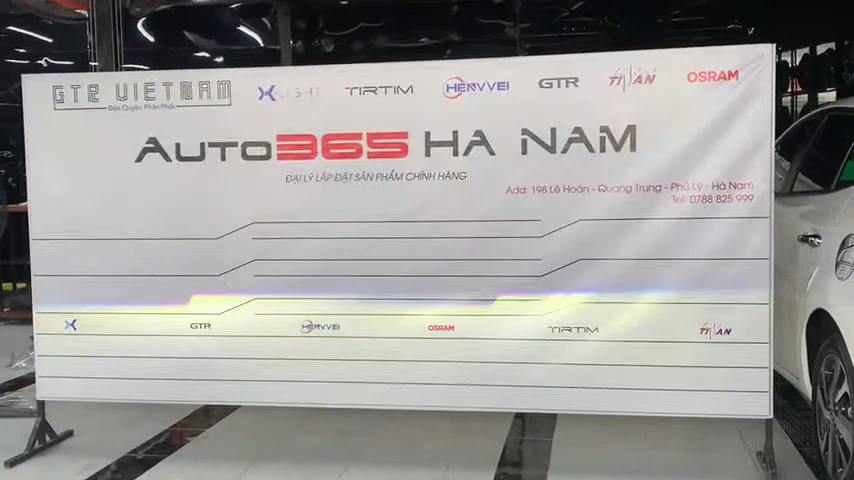 GTR VIETNAM
Độc Quyền Phân Phối
X LIGHT TIRTIM HENVVEI GTR TITAN OSRAM
AUTO365 HA NAM
ĐẠI LÝ LẮP ĐẶT SẢN PHẨM CHÍNH HÃNG
Add: 198 Lê Hoàn - Quang Trung - Phủ Lý - Hà Nam
Tel: 0788 825 999
X GTR HENVVEI OSRAM TIRTIM TITAN